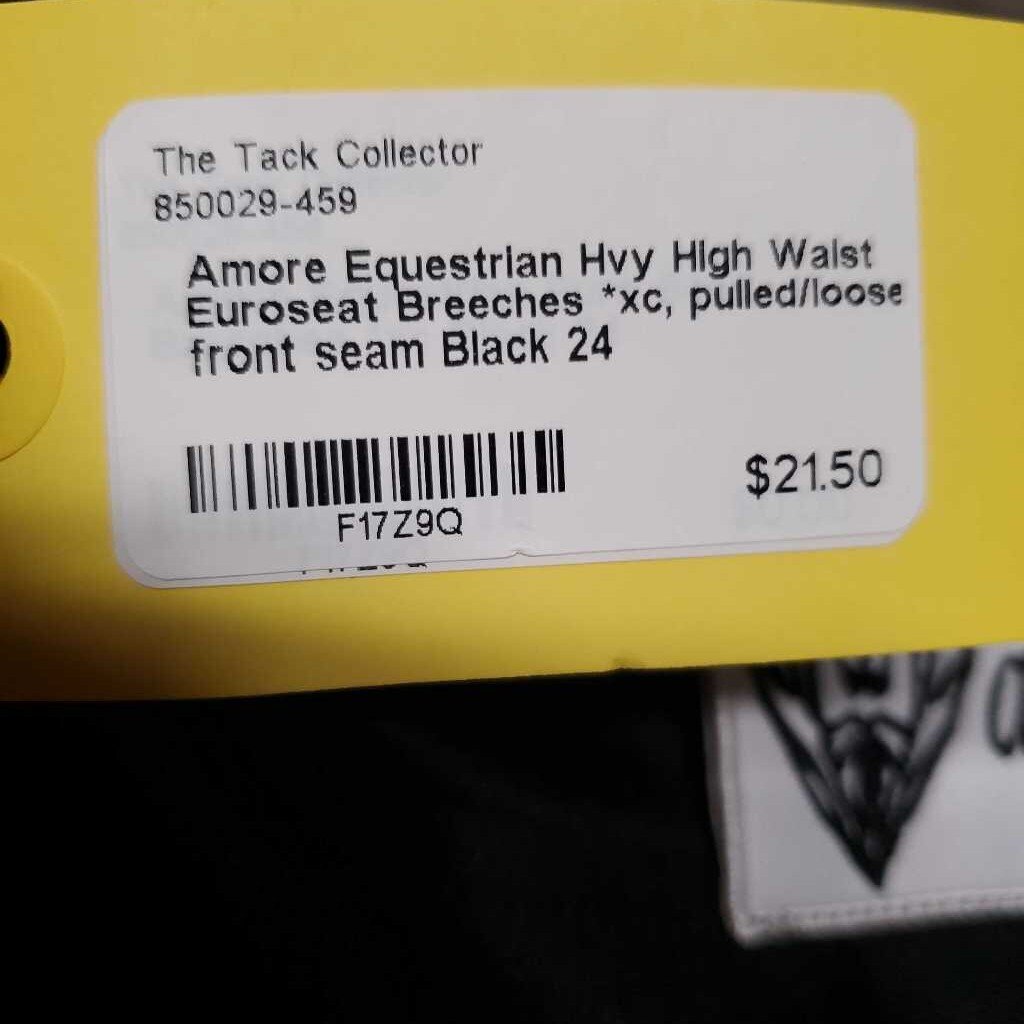 The Tack Collector
850029-459
Amore Equestrian Hvy High Waist
Euroseat Breeches *xc, pulled/loose
front seam Black 24
$21.50
F17Z9Q